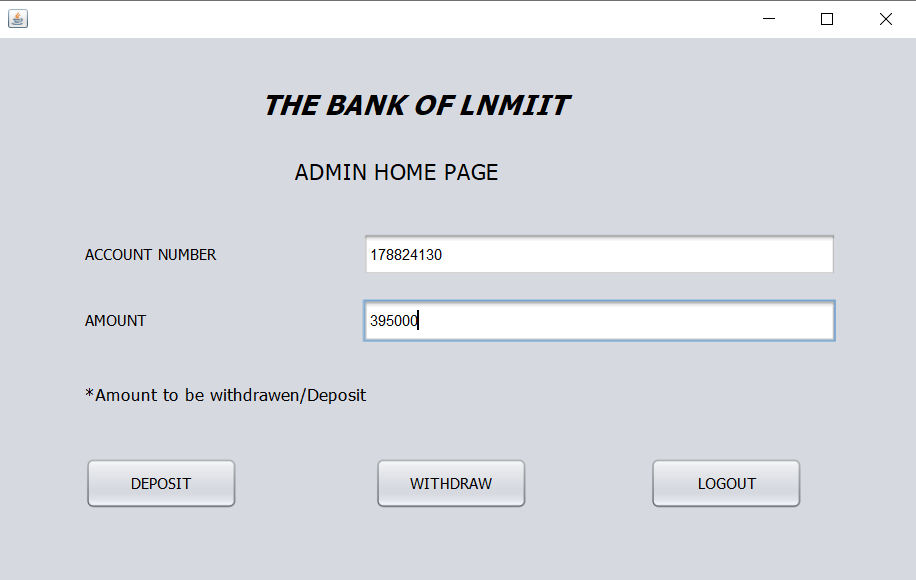 THE BANK OF LNMIIT
ADMIN HOME PAGE
ACCOUNT NUMBER 178824130
AMOUNT 395000
*Amount to be withdrawen/Deposit
DEPOSIT WITHDRAW LOGOUT